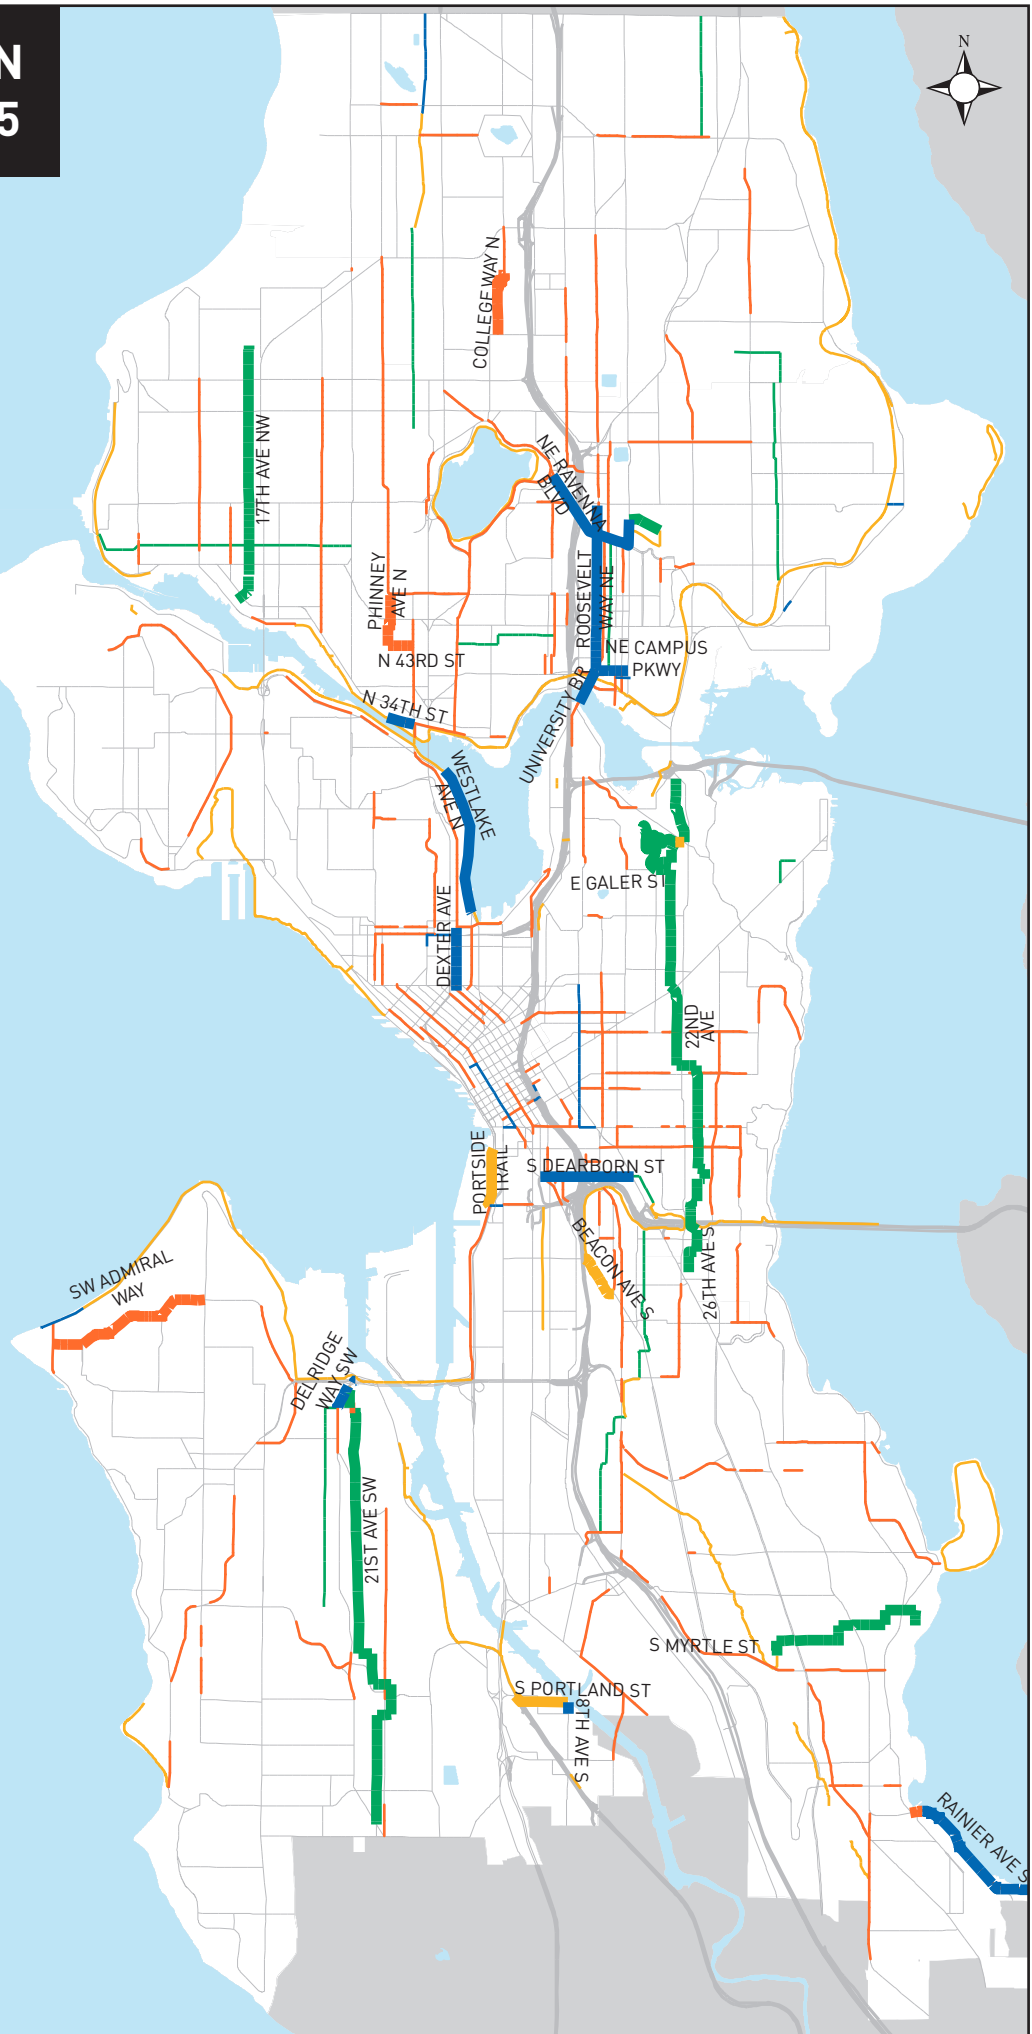 N
5
N
COLLEGE WAY N
17TH AVE NW
NE RAVENNA
BLVD
PHINNEY
AVE N
ROOSEVELT
WAY NE
N 43RD ST
NE CAMPUS
PKWY
UNIVERSITY BR
N 34TH ST
WESTLAKE
AVE N
E GALER ST
DEXTER AVE
22ND
AVE
PORTSIDE
TRAIL
S DEARBORN ST
BEACON AVE S
26TH AVE S
SW ADMIRAL
WAY
DELRIDGE
WAY SW
21ST AVE SW
S MYRTLE ST
S PORTLAND ST
8TH AVE S
RAINIER AVE S